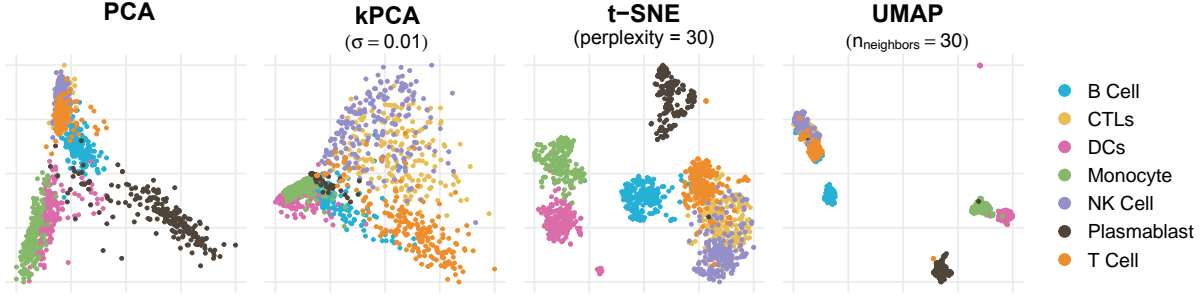 PCA
kPCA
(σ = 0.01)
t−SNE
(perplexity = 30)
UMAP
(nneighbors = 30)
B Cell
CTLs
DCs
Monocyte
NK Cell
Plasmablast
T Cell